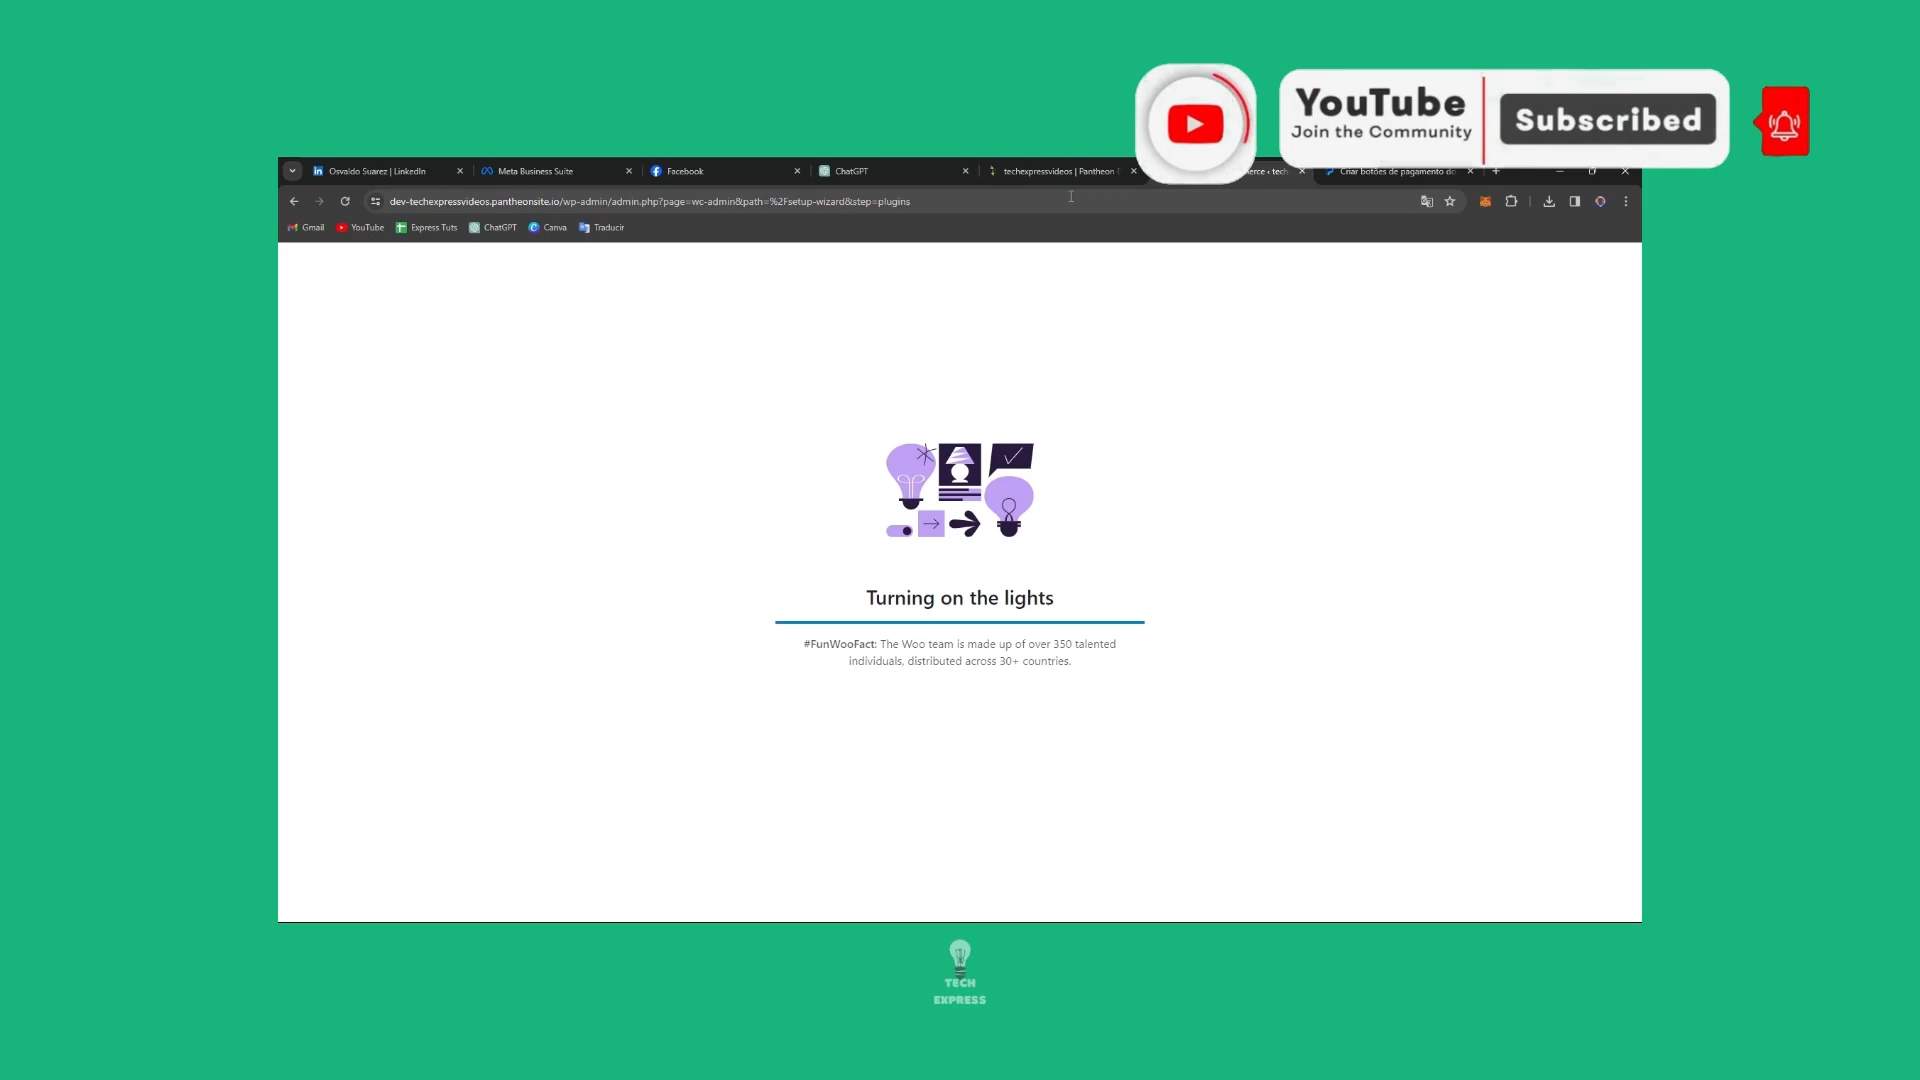 YouTube
Join the Community
Subscribed
Osvaldo Suarez | LinkedIn
Meta Business Suite
Facebook
ChatGPT
techexpressvideos | Pantheon
tech
Criar botões de pagamento do
dev-techexpressvideos.pantheonsite.io/wp-admin/admin.php?page=wc-admin&path=%2Fsetup-wizard&step=plugins
Gmail
YouTube
Express Tuts
ChatGPT
Canva
Traducir
Turning on the lights
#FunWooFact: The Woo team is made up of over 350 talented
individuals, distributed across 30+ countries.
TECH
EXPRESS